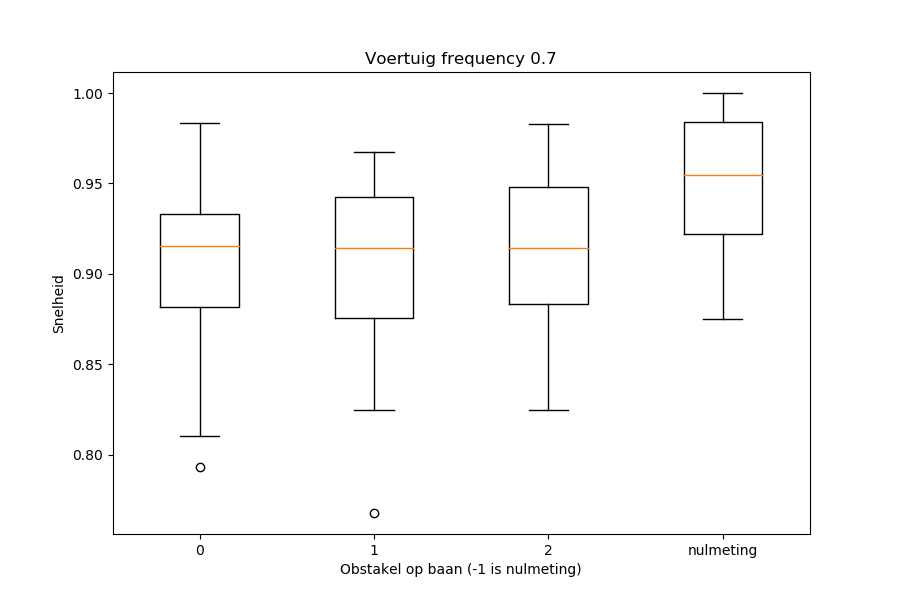 Voertuig frequency 0.7
1.00
0.95
0.90
0.85
0.80
Snelheid
0 1 2 nulmeting
Obstakel op baan (-1 is nulmeting)